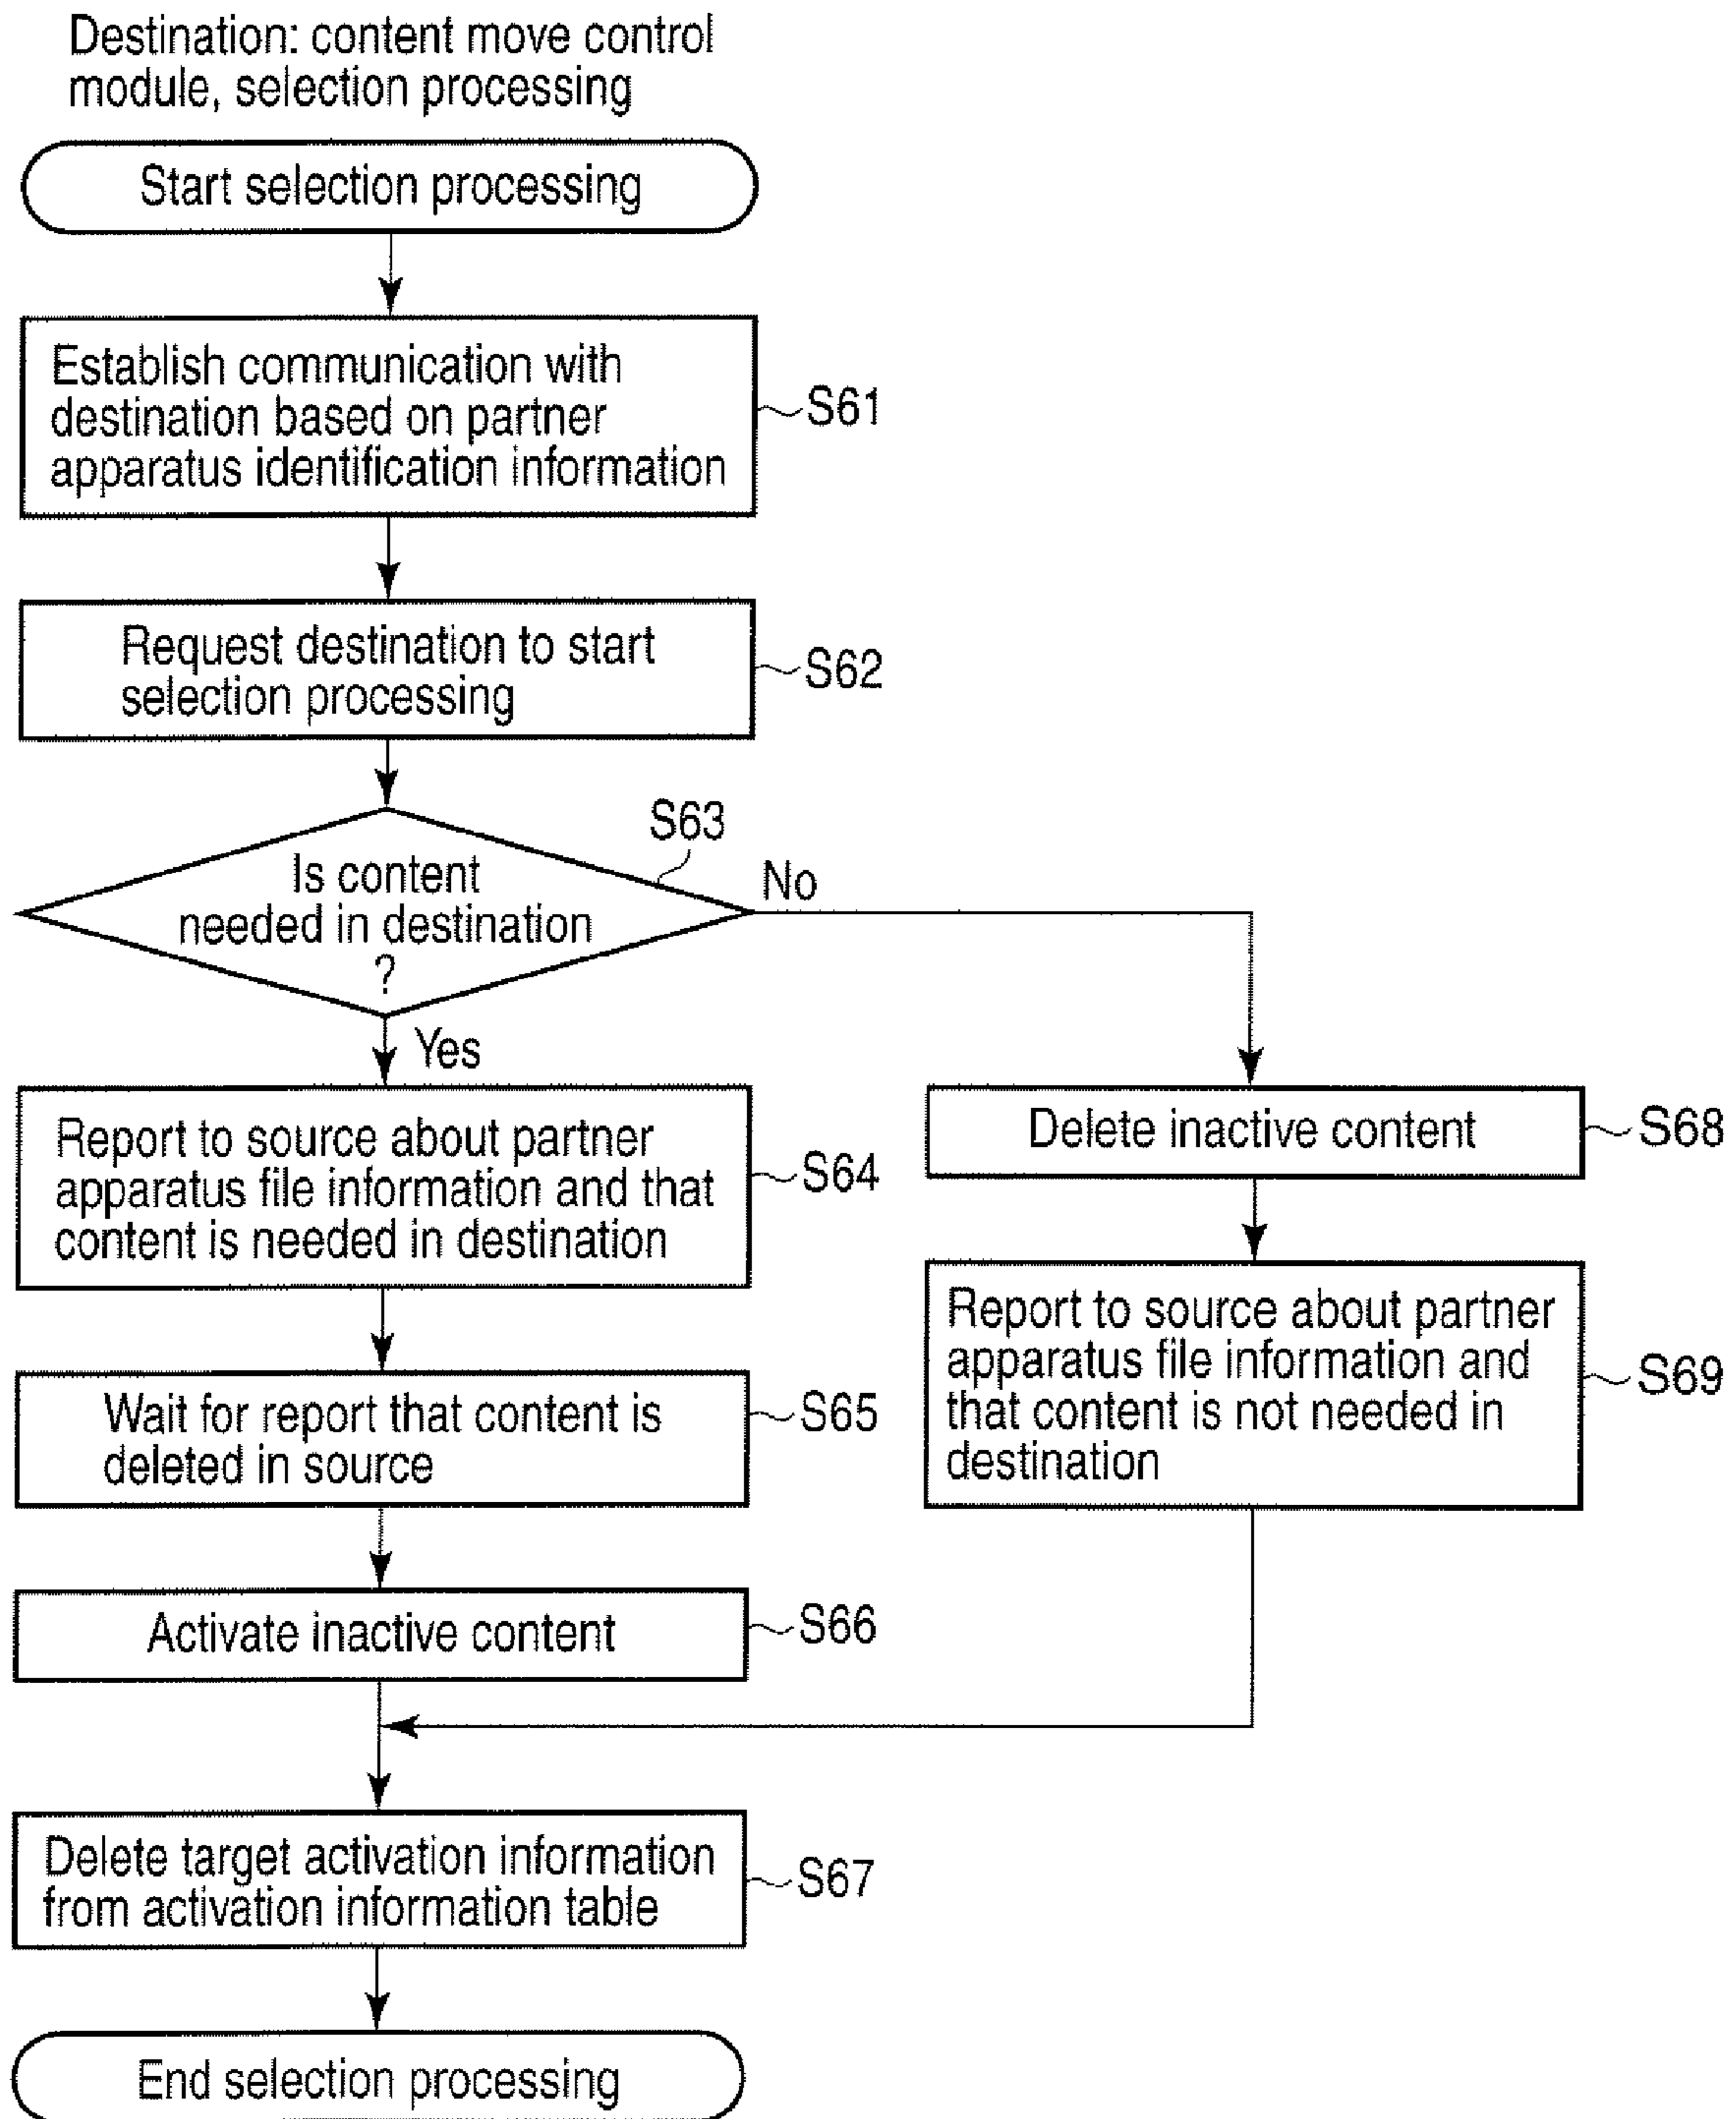 Destination: content move control
module, selection processing
Start selection processing
Establish communication with
destination based on partner
apparatus identification information
S61
Request destination to start
selection processing
S62
S63
Is content
needed in destination
?
No
Yes
Report to source about partner
apparatus file information and that
content is needed in destination
S64
Delete inactive content
S68
Wait for report that content is
deleted in source
S65
Report to source about partner
apparatus file information and
that content is not needed in
destination
S69
Activate inactive content
S66
Delete target activation information
from activation information table
S67
End selection processing